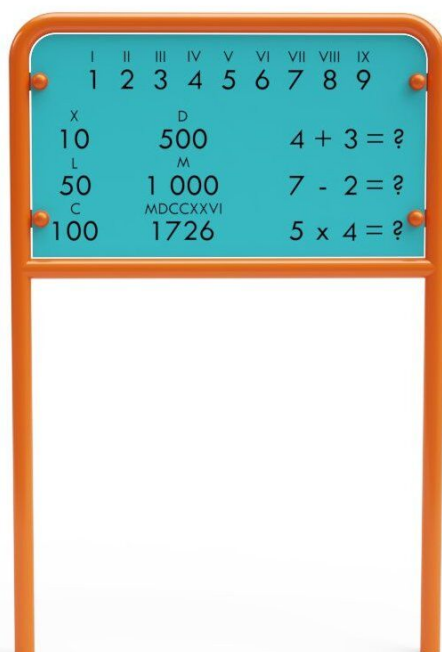 I II III IV V VI VII VIII IX
1 2 3 4 5 6 7 8 9
X D
10 500 4 + 3 = ?
L M
50 1 000 7 - 2 = ?
C MDCCXXVI
100 1726 5 x 4 = ?